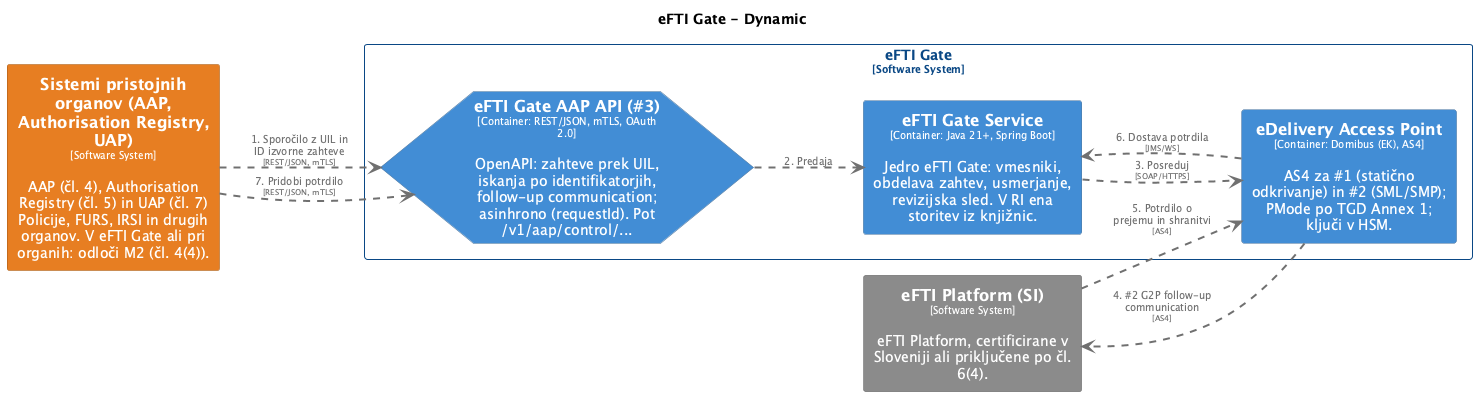 eFTI Gate – Dynamic
eFTI Gate
[Software System]
Sistemi pristojnih
organov (AAP,
Authorisation Registry,
UAP)
[Software System]
AAP (čl. 4), Authorisation
Registry (čl. 5) in UAP (čl. 7)
Policije, FURS, IRSI in drugih
organov. V eFTI Gate ali pri
organih: odloči M2 (čl. 4(4)).
1. Sporočilo z UIL in
ID izvorne zahteve
[REST/JSON, mTLS]
7. Pridobi potrdilo
[REST/JSON, mTLS]
eFTI Gate AAP API (#3)
[Container: REST/JSON, mTLS, OAuth
2.0]
OpenAPI: zahteve prek UIL,
iskanja po identifikatorjih,
follow-up communication;
asinhrono (requestId). Pot
/v1/aap/control/...
2. Predaja
eFTI Gate Service
[Container: Java 21+, Spring Boot]
Jedro eFTI Gate: vmesniki,
obdelava zahtev, usmerjanje,
revizijska sled. V RI ena
storitev iz knjižnic.
6. Dostava potrdila
[JMS/WS]
3. Posreduj
[SOAP/HTTPS]
eDelivery Access Point
[Container: Domibus (EK), AS4]
AS4 za #1 (statično
odkrivanje) in #2 (SML/SMP);
PMode po TGD Annex 1;
ključi v HSM.
5. Potrdilo o
prejemu in shranitvi
[AS4]
4. #2 G2P follow-up
communication
[AS4]
eFTI Platform (SI)
[Software System]
eFTI Platform, certificirane v
Sloveniji ali priključene po čl.
6(4).